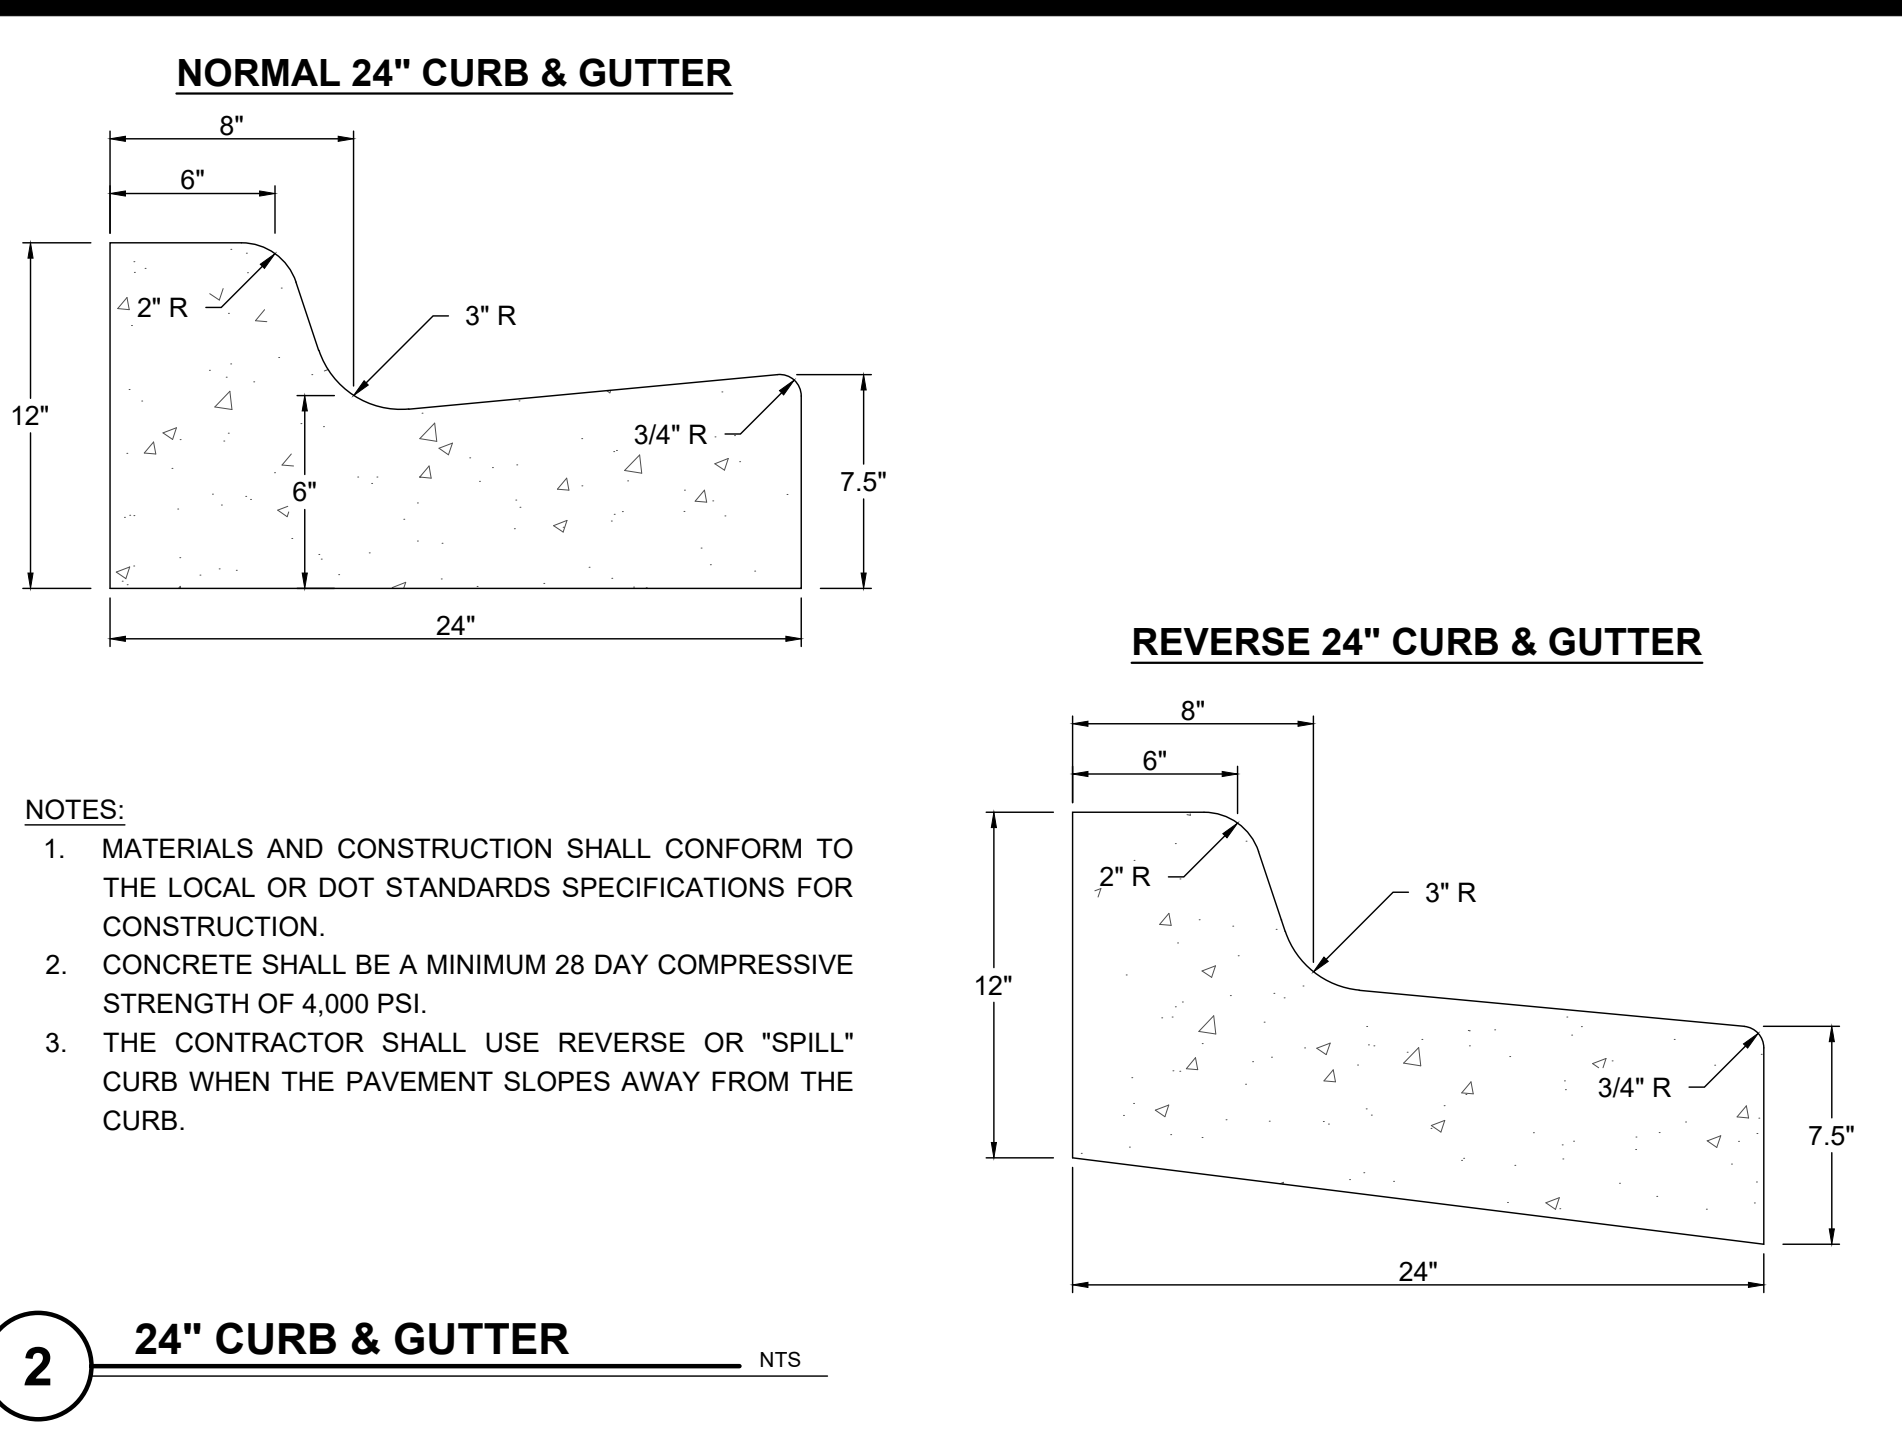 NORMAL 24" CURB & GUTTER
8"
6"
2" R
3" R
12"
3/4" R
7.5"
6"
24"
REVERSE 24" CURB & GUTTER
8"
6"
2" R
3" R
12"
3/4" R
7.5"
24"
NOTES:
1. MATERIALS AND CONSTRUCTION SHALL CONFORM TO
THE LOCAL OR DOT STANDARDS SPECIFICATIONS FOR
CONSTRUCTION.
2. CONCRETE SHALL BE A MINIMUM 28 DAY COMPRESSIVE
STRENGTH OF 4,000 PSI.
3. THE CONTRACTOR SHALL USE REVERSE OR "SPILL"
CURB WHEN THE PAVEMENT SLOPES AWAY FROM THE
CURB.
2
24" CURB & GUTTER
NTS